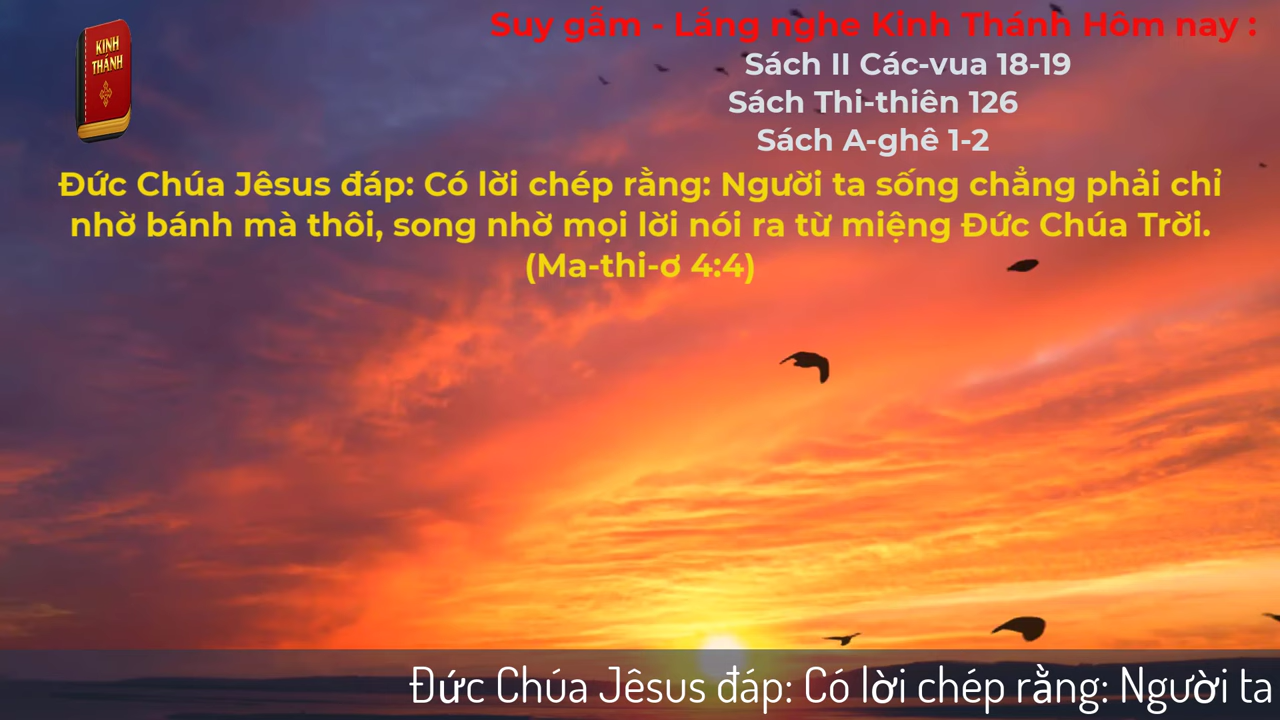 KINH
THÁNH
Suy gẫm - Lắng nghe Kinh Thánh Hôm nay :
Sách II Các-vua 18-19
Sách Thi-thiên 126
Sách A-ghê 1-2
Đức Chúa Jêsus đáp: Có lời chép rằng: Người ta sống chẳng phải chỉ
nhờ bánh mà thôi, song nhờ mọi lời nói ra từ miệng Đức Chúa Trời.
(Ma-thi-ơ 4:4)
Đức Chúa Jêsus đáp: Có lời chép rằng: Người ta